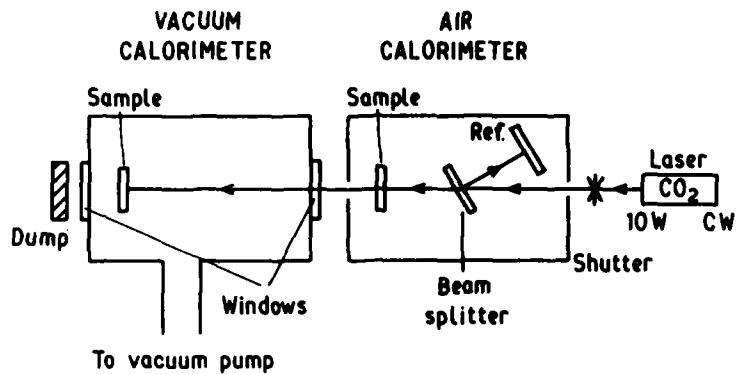 VACUUM
CALORIMETER
AIR
CALORIMETER
Sample
Sample
Ref.
Laser
CO₂
10W CW
Dump
Shutter
Windows
Beam
splitter
To vacuum pump